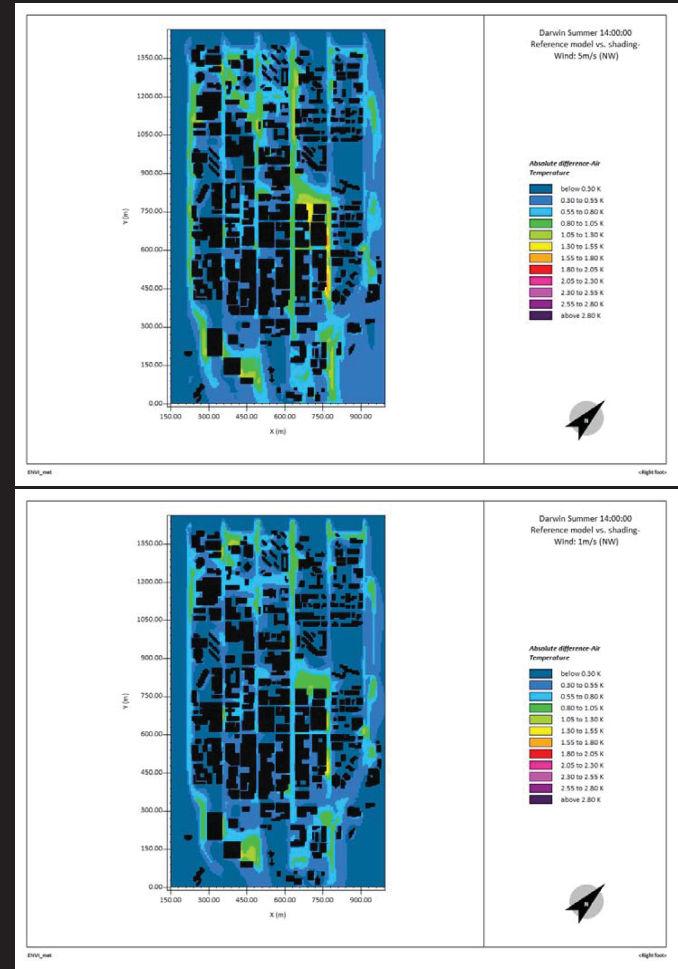 Darwin Summer 14:00:00
Reference model vs. shading-
Wind: 5m/s (NW)
1350.00
1200.00
1050.00
900.00
750.00
600.00
450.00
300.00
150.00
0.00
Y (m)
150.00 300.00 450.00 600.00 750.00 900.00
X (m)
Absolute difference-Air
Temperature
below 0.30 K
0.30 to 0.55 K
0.55 to 0.80 K
0.80 to 1.05 K
1.05 to 1.30 K
1.30 to 1.55 K
1.55 to 1.80 K
1.80 to 2.05 K
2.05 to 2.30 K
2.30 to 2.55 K
2.55 to 2.80 K
above 2.80 K
N
ENVI_met
<Right foot>
Darwin Summer 14:00:00
Reference model vs. shading-
Wind: 1m/s (NW)
1350.00
1200.00
1050.00
900.00
750.00
600.00
450.00
300.00
150.00
0.00
Y (m)
150.00 300.00 450.00 600.00 750.00 900.00
X (m)
Absolute difference-Air
Temperature
below 0.30 K
0.30 to 0.55 K
0.55 to 0.80 K
0.80 to 1.05 K
1.05 to 1.30 K
1.30 to 1.55 K
1.55 to 1.80 K
1.80 to 2.05 K
2.05 to 2.30 K
2.30 to 2.55 K
2.55 to 2.80 K
above 2.80 K
N
ENVI_met
<Right foot>